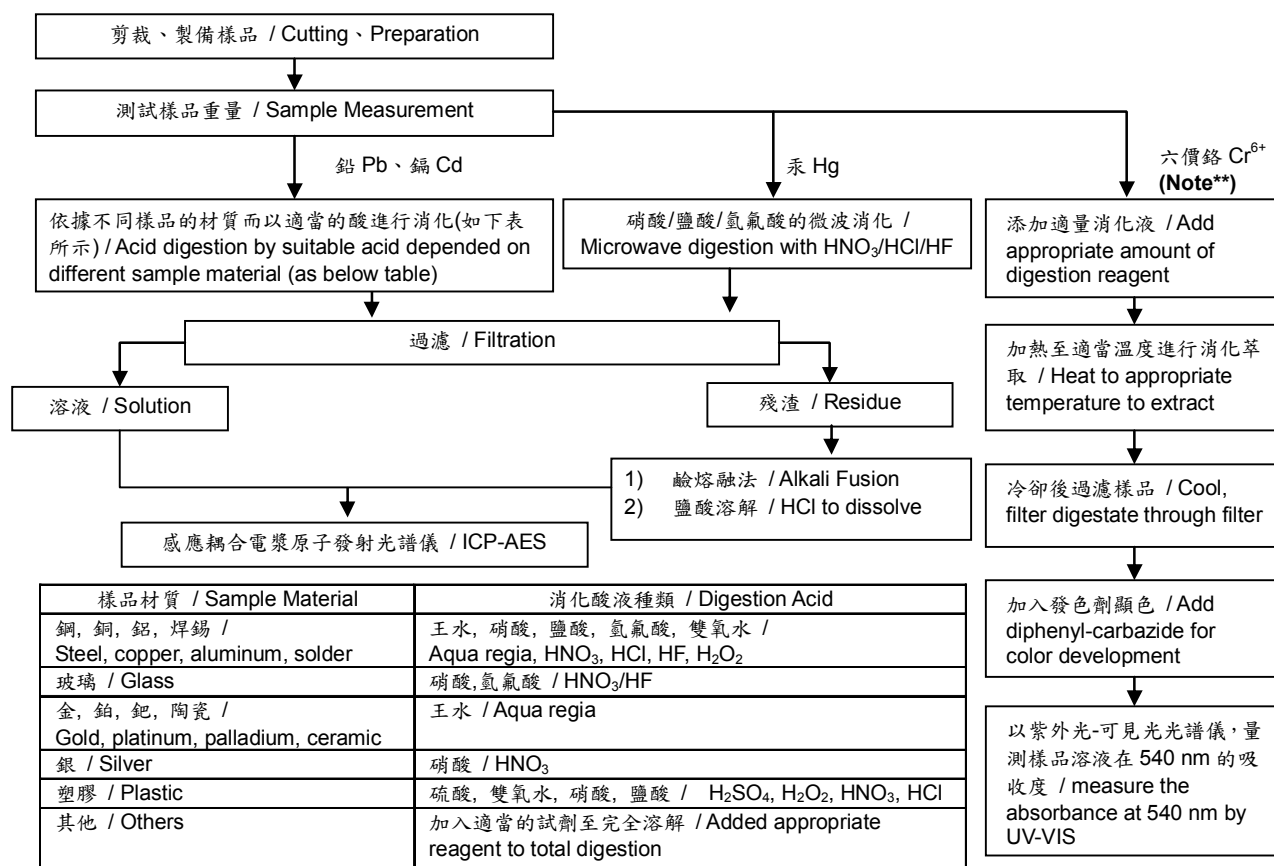 剪裁、製備樣品 / Cutting、Preparation
測試樣品重量 / Sample Measurement
鉛 Pb、鎘 Cd
汞 Hg
六價鉻 Cr⁶⁺
(Note**)
依據不同樣品的材質而以適當的酸進行消化(如下表
所示) / Acid digestion by suitable acid depended on
different sample material (as below table)
硝酸/鹽酸/氫氟酸的微波消化 /
Microwave digestion with HNO₃/HCl/HF
過濾 / Filtration
溶液 / Solution
殘渣 / Residue
1) 鹼熔融法 / Alkali Fusion
2) 鹽酸溶解 / HCl to dissolve
感應耦合電漿原子發射光譜儀 / ICP-AES
添加適量消化液 / Add
appropriate amount of
digestion reagent
加熱至適當溫度進行消化萃
取 / Heat to appropriate
temperature to extract
冷卻後過濾樣品 / Cool,
filter digestate through filter
加入發色劑顯色 / Add
diphenyl-carbazide for
color development
以紫外光-可見光光譜儀,量
測樣品溶液在 540 nm 的吸
收度 / measure the
absorbance at 540 nm by
UV-VIS
樣品材質 / Sample Material
消化酸液種類 / Digestion Acid
鋼, 銅, 鋁, 焊錫 /
Steel, copper, aluminum, solder
王水, 硝酸, 鹽酸, 氫氟酸, 雙氧水 /
Aqua regia, HNO₃, HCl, HF, H₂O₂
玻璃 / Glass
硝酸,氫氟酸 / HNO₃/HF
金, 鉑, 鈀, 陶瓷 /
Gold, platinum, palladium, ceramic
王水 / Aqua regia
銀 / Silver
硝酸 / HNO₃
塑膠 / Plastic
硫酸, 雙氧水, 硝酸, 鹽酸 / H₂SO₄, H₂O₂, HNO₃, HCl
其他 / Others
加入適當的試劑至完全溶解 / Added appropriate
reagent to total digestion